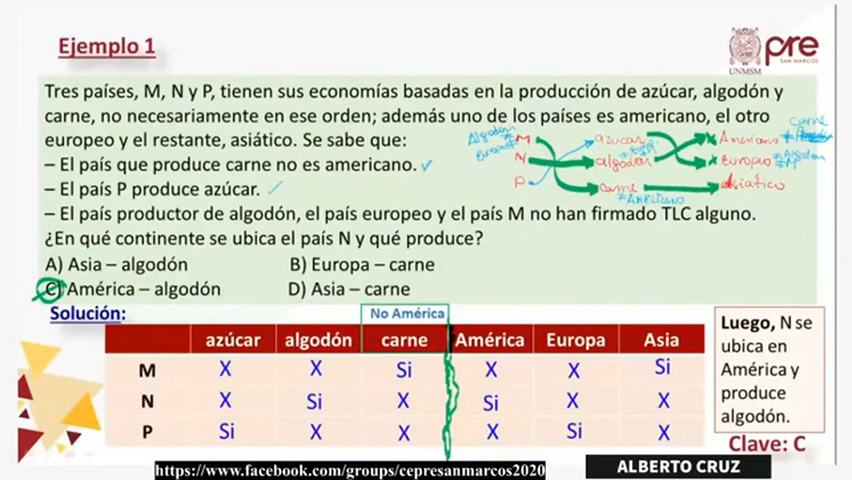 Ejemplo 1
UNMSM
pre
SAN MARCOS
Tres países, M, N y P, tienen sus economías basadas en la producción de azúcar, algodón y
carne, no necesariamente en ese orden; además uno de los países es americano, el otro
europeo y el restante, asiático. Se sabe que:
– El país que produce carne no es americano.
– El país P produce azúcar.
– El país productor de algodón, el país europeo y el país M no han firmado TLC alguno.
¿En qué continente se ubica el país N y qué produce?
A) Asia – algodón B) Europa – carne
C) América – algodón D) Asia – carne
Algodón M azucar Americano carne
N algodón Europeo Algodón
≠M
P carne Asiático
≠AMERICANO
Solución:
No América
azúcar algodón carne América Europa Asia
M X X Si X X Si
N X Si X Si X X
P Si X X X Si X
Luego, N se
ubica en
América y
produce
algodón.
Clave: C
https://www.facebook.com/groups/cepresanmarcos2020
ALBERTO CRUZ